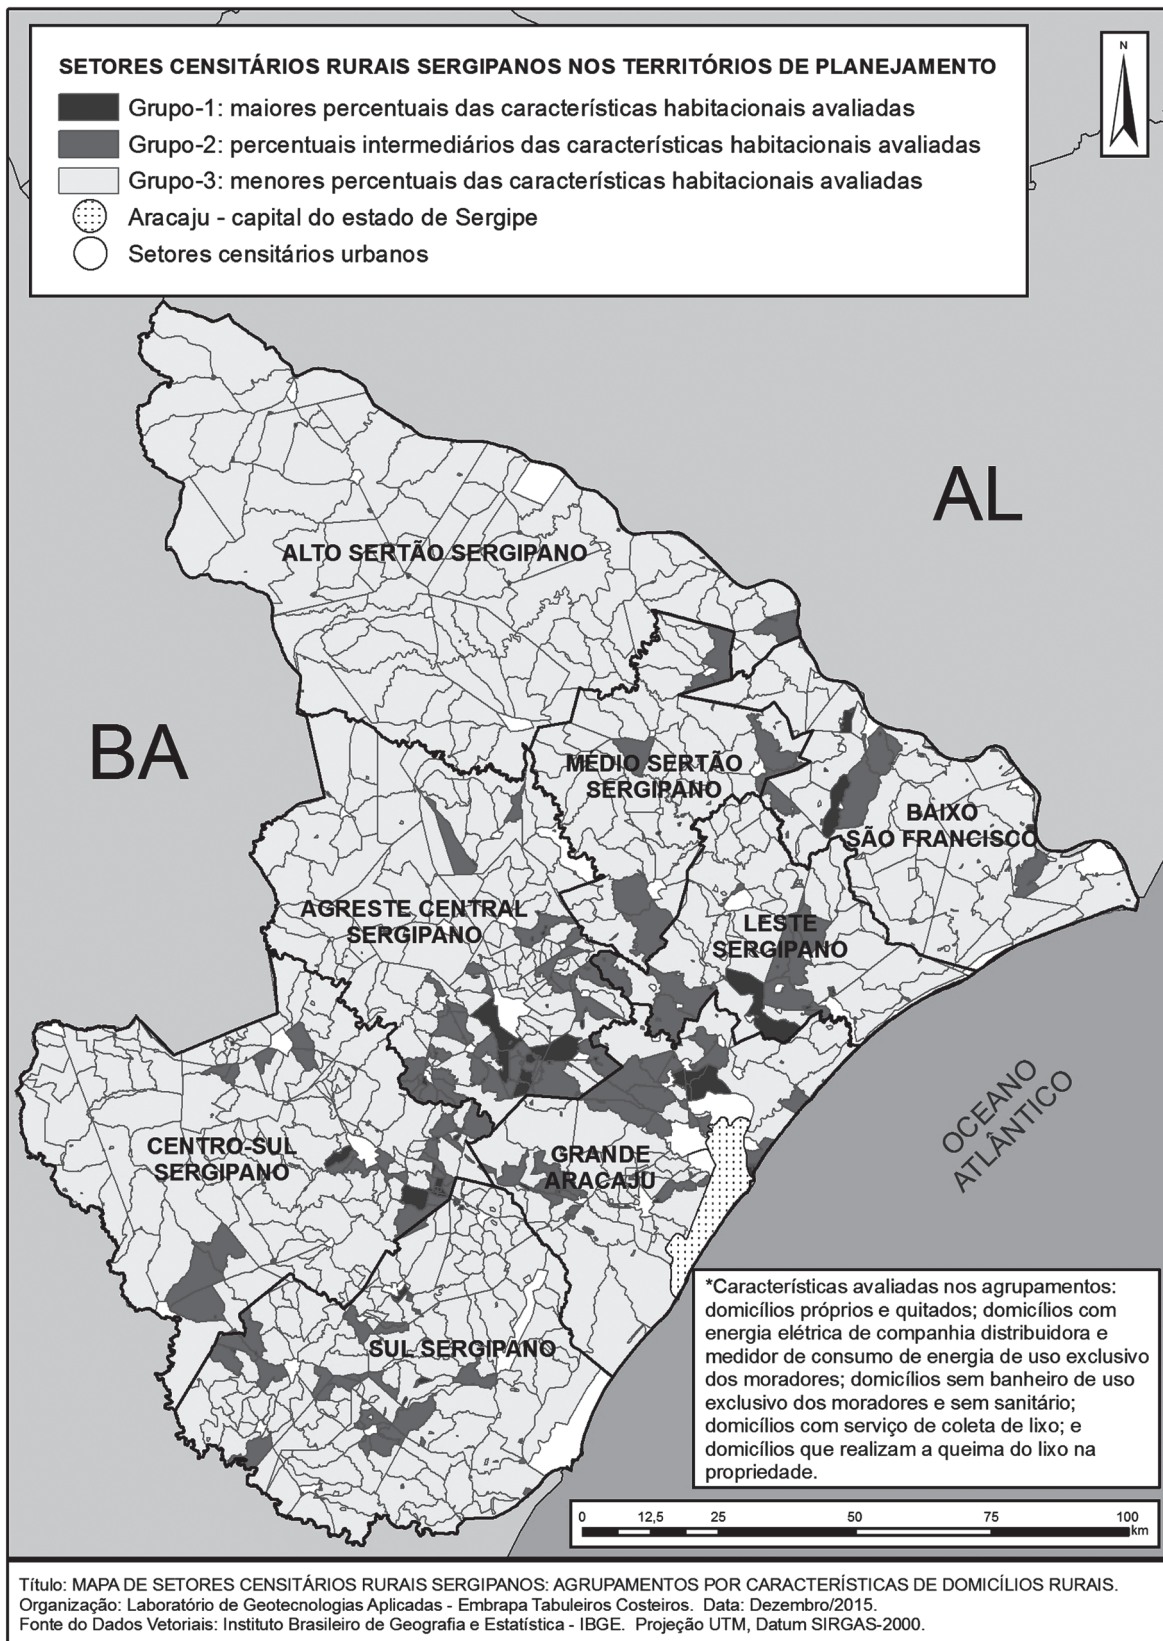 SETORES CENSITÁRIOS RURAIS SERGIPANOS NOS TERRITÓRIOS DE PLANEJAMENTO
Grupo-1: maiores percentuais das características habitacionais avaliadas
Grupo-2: percentuais intermediários das características habitacionais avaliadas
Grupo-3: menores percentuais das características habitacionais avaliadas
Aracaju - capital do estado de Sergipe
Setores censitários urbanos
N
AL
ALTO SERTÃO SERGIPANO
BA
MÉDIO SERTÃO
SERGIPANO
BAIXO
SÃO FRANCISCO
AGRESTE CENTRAL
SERGIPANO
LESTE
SERGIPANO
OCEANO
ATLÂNTICO
CENTRO-SUL
SERGIPANO
GRANDE
ARACAJU
SUL SERGIPANO
*Características avaliadas nos agrupamentos:
domicílios próprios e quitados; domicílios com
energia elétrica de companhia distribuidora e
medidor de consumo de energia de uso exclusivo
dos moradores; domicílios sem banheiro de uso
exclusivo dos moradores e sem sanitário;
domicílios com serviço de coleta de lixo; e
domicílios que realizam a queima do lixo na
propriedade.
0 12,5 25 50 75 100
km
Título: MAPA DE SETORES CENSITÁRIOS RURAIS SERGIPANOS: AGRUPAMENTOS POR CARACTERÍSTICAS DE DOMICÍLIOS RURAIS.
Organização: Laboratório de Geotecnologias Aplicadas - Embrapa Tabuleiros Costeiros. Data: Dezembro/2015.
Fonte do Dados Vetoriais: Instituto Brasileiro de Geografia e Estatística - IBGE. Projeção UTM, Datum SIRGAS-2000.